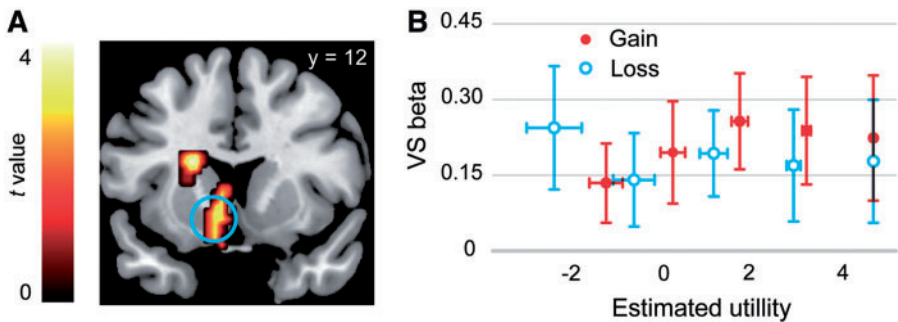 A
4
t value
0
y = 12
B
0.45
0.30
0.15
0
VS beta
Gain
Loss
-2 0 2 4
Estimated utillity